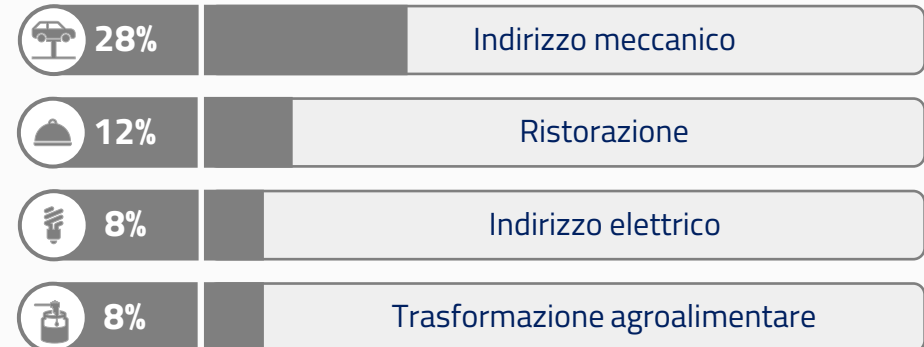 28% Indirizzo meccanico
12% Ristorazione
8% Indirizzo elettrico
8% Trasformazione agroalimentare